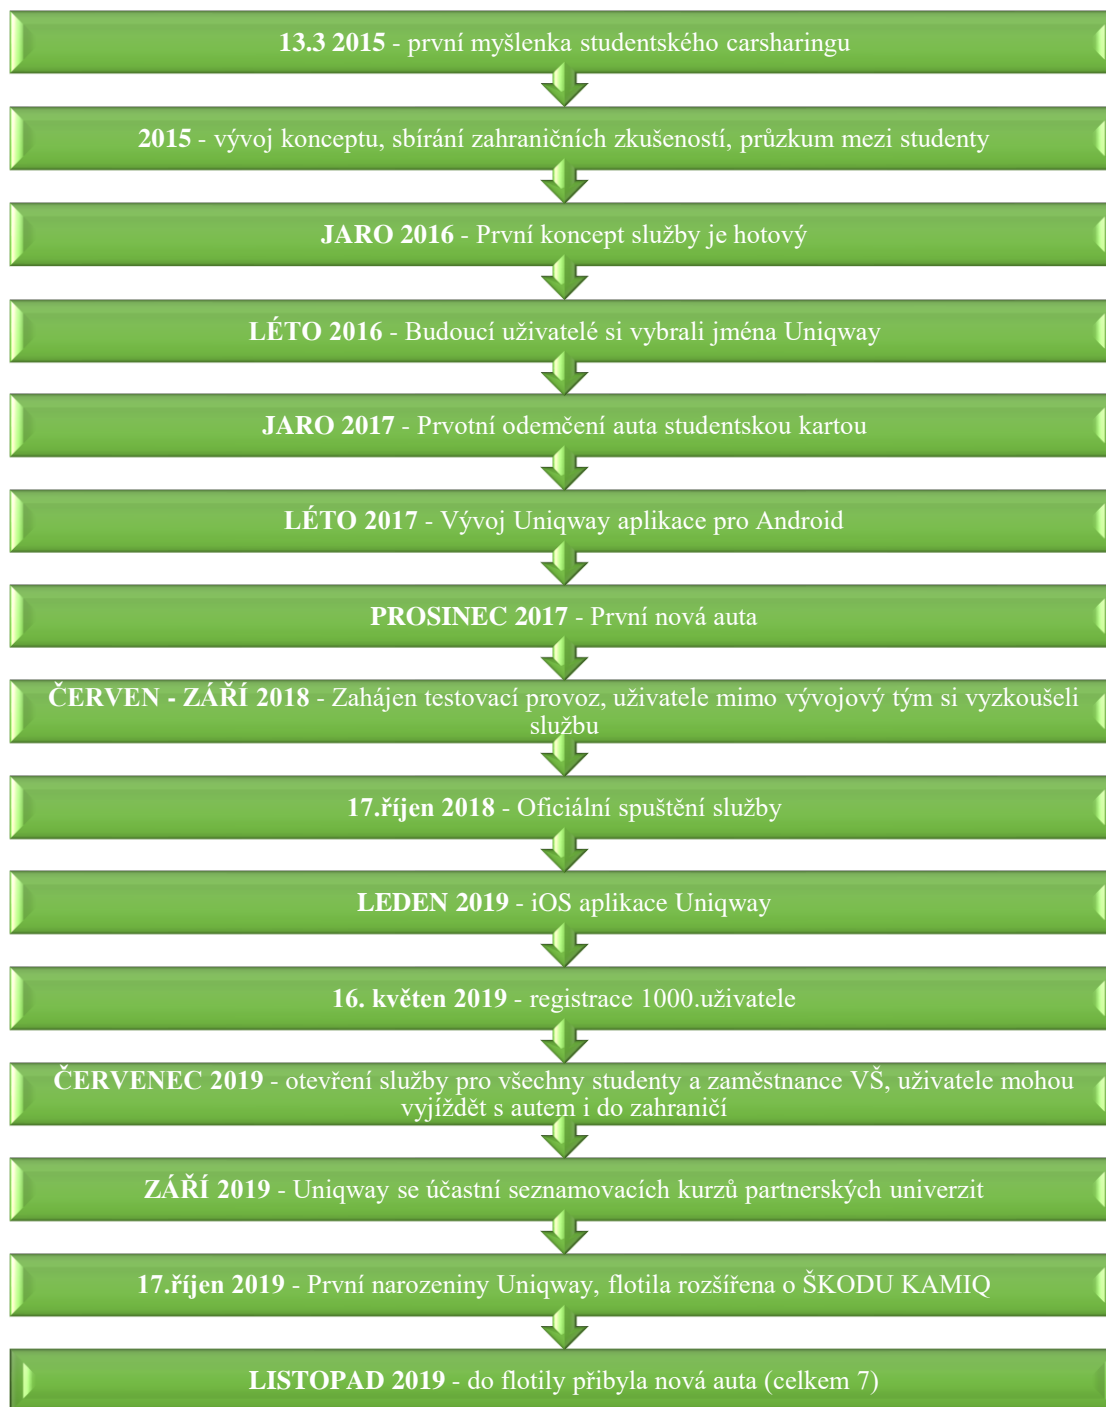 13.3 2015 - první myšlenka studentského carsharingu
2015 - vývoj konceptu, sbírání zahraničních zkušeností, průzkum mezi studenty
JARO 2016 - První koncept služby je hotový
LÉTO 2016 - Budoucí uživatelé si vybrali jména Uniqway
JARO 2017 - Prvotní odemčení auta studentskou kartou
LÉTO 2017 - Vývoj Uniqway aplikace pro Android
PROSINEC 2017 - První nová auta
ČERVEN - ZÁŘÍ 2018 - Zahájen testovací provoz, uživatele mimo vývojový tým si vyzkoušeli
službu
17.říjen 2018 - Oficiální spuštění služby
LEDEN 2019 - iOS aplikace Uniqway
16. květen 2019 - registrace 1000.uživatele
ČERVENEC 2019 - otevření služby pro všechny studenty a zaměstnance VŠ, uživatele mohou
vyjíždět s autem i do zahraničí
ZÁŘÍ 2019 - Uniqway se účastní seznamovacích kurzů partnerských univerzit
17.říjen 2019 - První narozeniny Uniqway, flotila rozšířena o ŠKODU KAMIQ
LISTOPAD 2019 - do flotily přibyla nová auta (celkem 7)